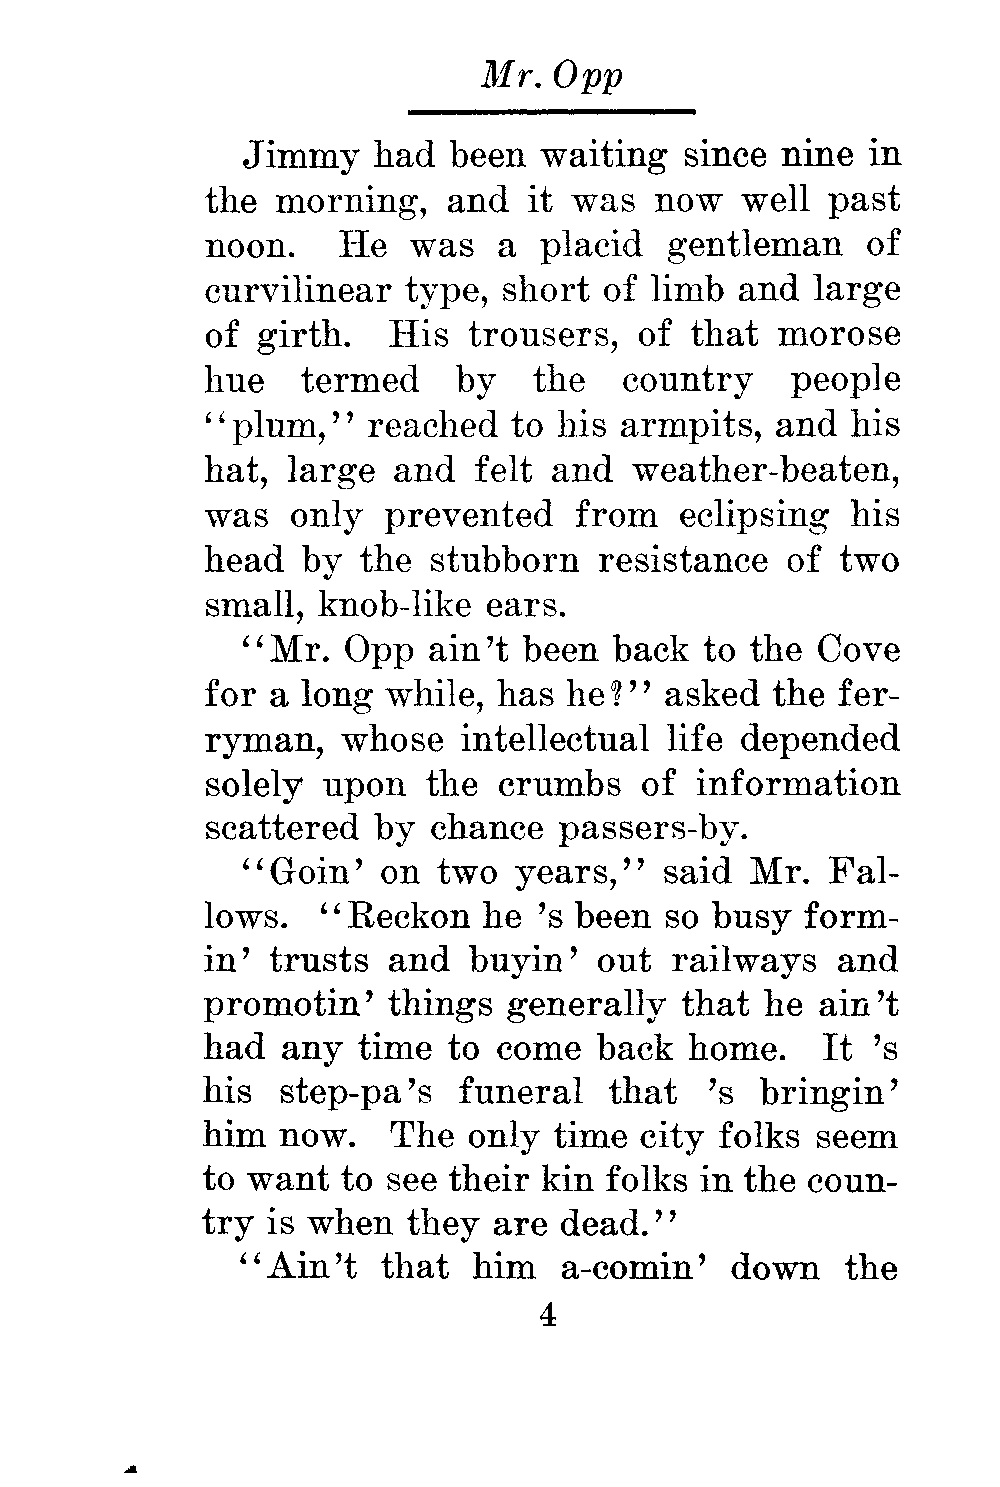 Mr. Opp
Jimmy had been waiting since nine in
the morning, and it was now well past
noon. He was a placid gentleman of
curvilinear type, short of limb and large
of girth. His trousers, of that morose
hue termed by the country people
“plum,” reached to his armpits, and his
hat, large and felt and weather-beaten,
was only prevented from eclipsing his
head by the stubborn resistance of two
small, knob-like ears.
“Mr. Opp ain’t been back to the Cove
for a long while, has he?” asked the fer-
ryman, whose intellectual life depended
solely upon the crumbs of information
scattered by chance passers-by.
“Goin’ on two years,” said Mr. Fal-
lows. “Reckon he ’s been so busy form-
in’ trusts and buyin’ out railways and
promotin’ things generally that he ain’t
had any time to come back home. It ’s
his step-pa’s funeral that ’s bringin’
him now. The only time city folks seem
to want to see their kin folks in the coun-
try is when they are dead.”
“Ain’t that him a-comin’ down the
4